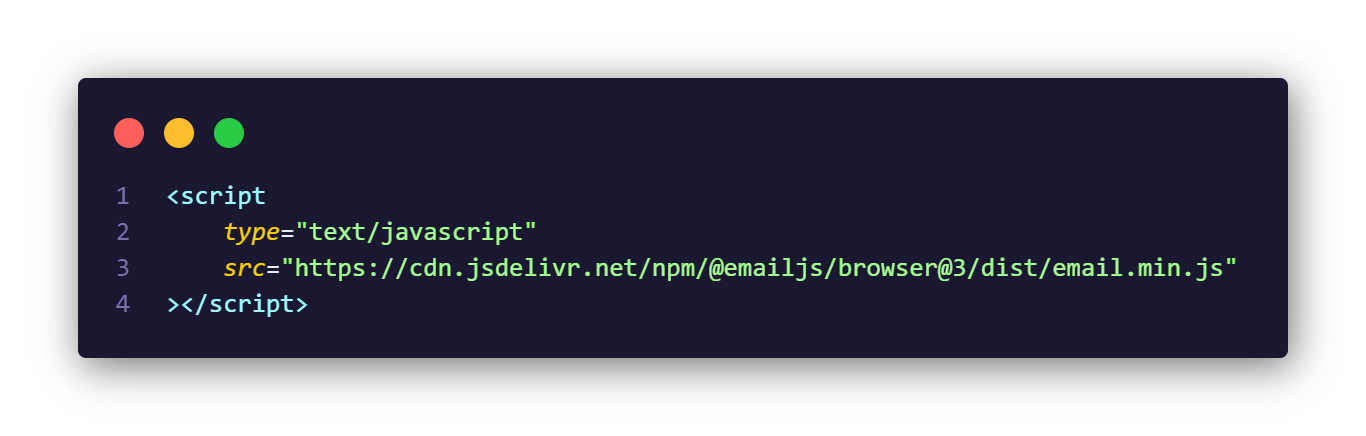 1 <script
2 type="text/javascript"
3 src="https://cdn.jsdelivr.net/npm/@emailjs/browser@3/dist/email.min.js"
4 ></script>